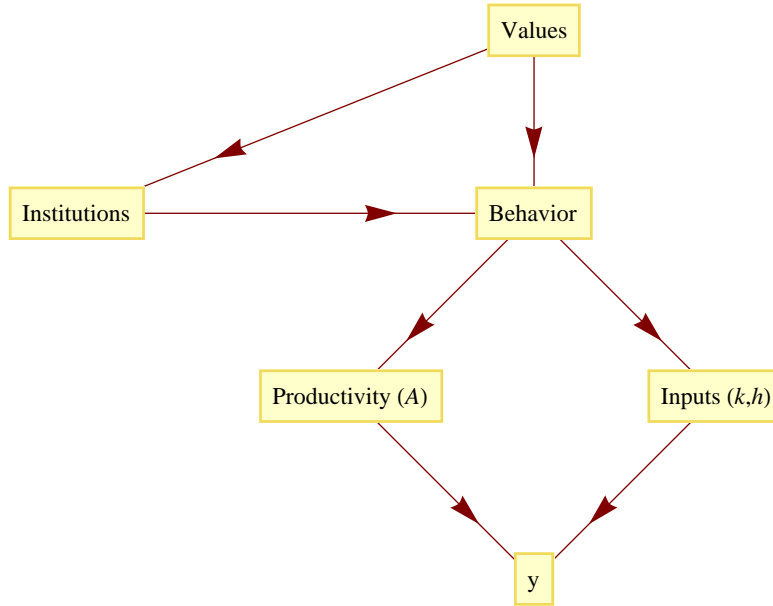 Values
Institutions
Behavior
Productivity (A)
Inputs (k,h)
y